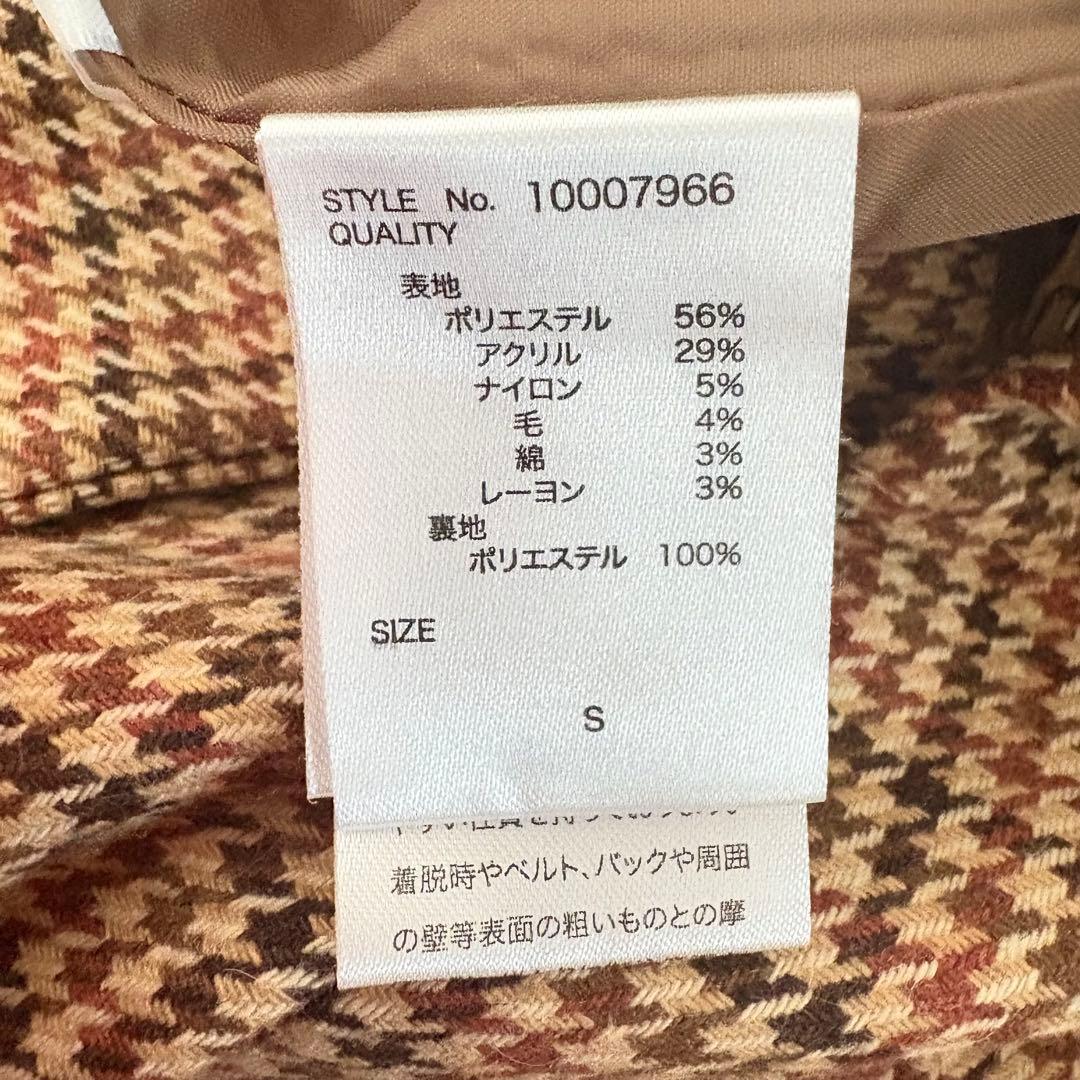 STYLE No. 10007966
QUALITY
表地
ポリエステル 56%
アクリル 29%
ナイロン 5%
毛 4%
綿 3%
レーヨン 3%
裏地
ポリエステル 100%
SIZE
S
着脱時やベルト、バックや周囲
の壁等表面の粗いものとの摩